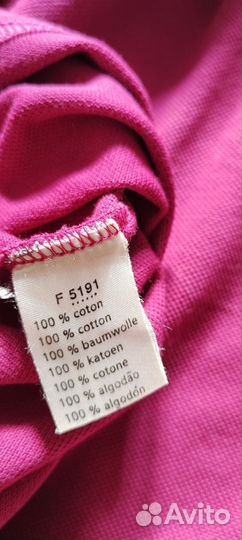 F 5191
100 % coton
100 % cotton
100 % baumwolle
100 % katoen
100 % cotone
100 % algodão
100 % algodón
Avito